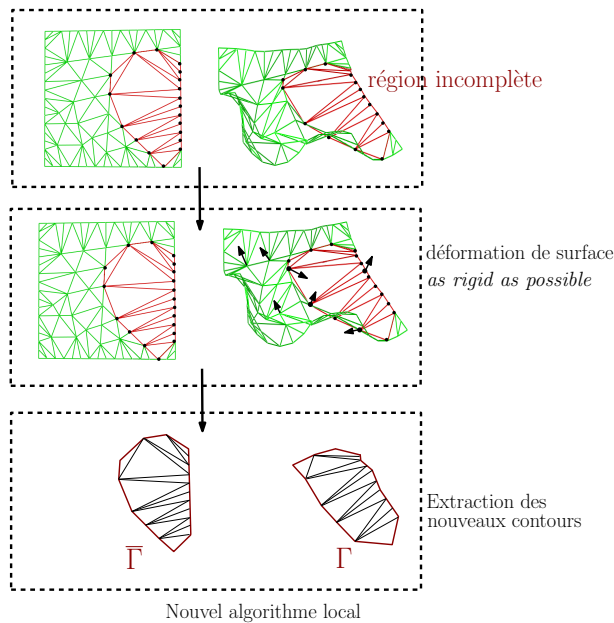 région incomplète
déformation de surface
as rigid as possible
Extraction des
nouveaux contours
Γ̅
Γ
Nouvel algorithme local